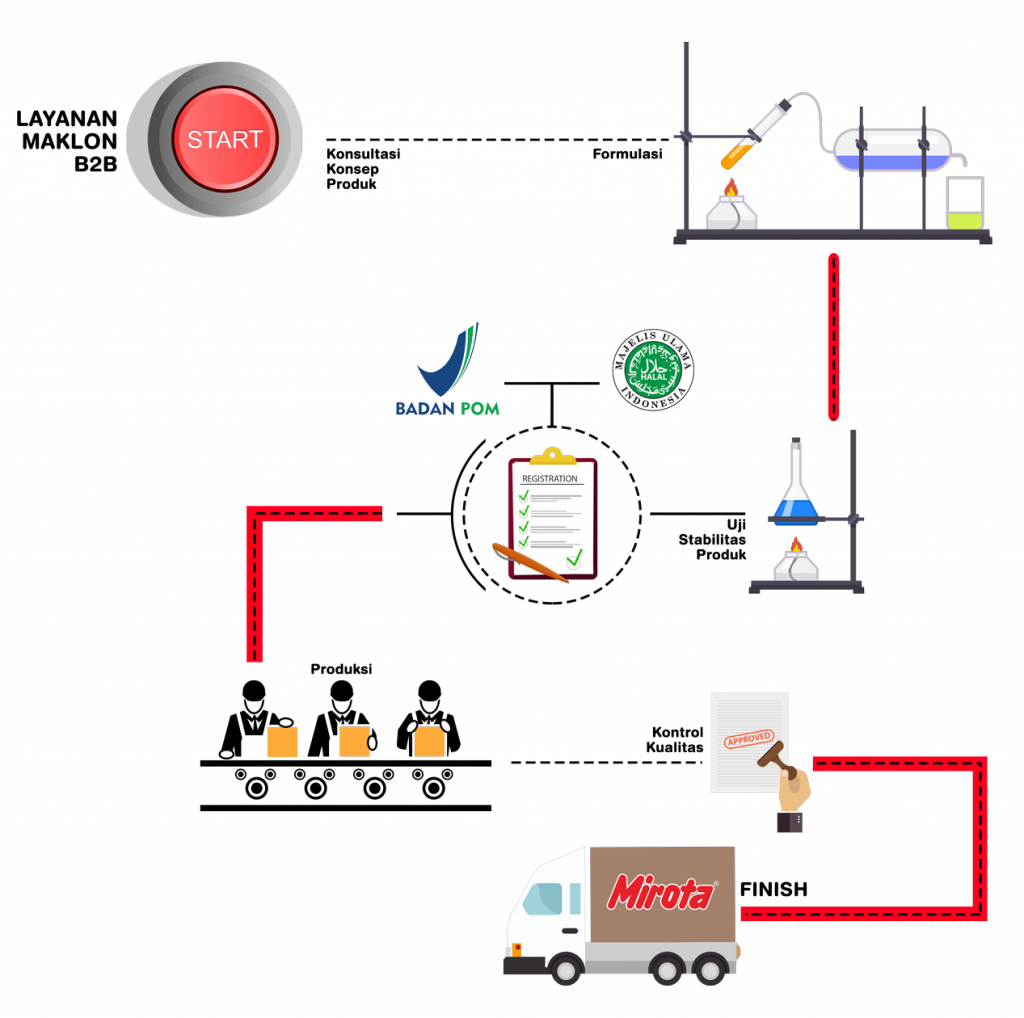 LAYANAN
MAKLON
B2B
START
Konsultasi
Konsep
Produk
Formulasi
BADAN POM
MAJELIS ULAMA
حلال
HALAL
INDONESIA
REGISTRATION
Uji
Stabilitas
Produk
Produksi
Kontrol
Kualitas
APPROVED
Mirota®
FINISH